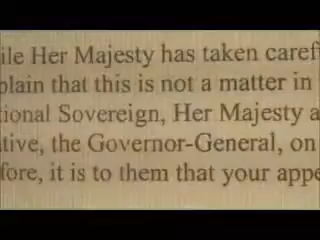 ile Her Majesty has taken caref
plain that this is not a matter in
tional Sovereign, Her Majesty a
ative, the Governor-General, on
fore, it is to them that your appe